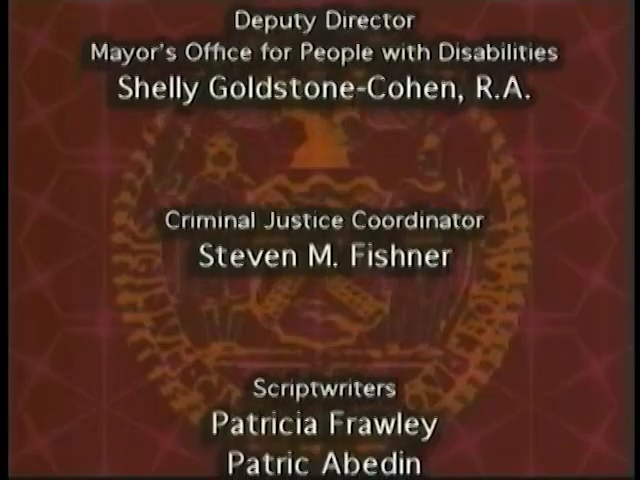 Deputy Director
Mayor's Office for People with Disabilities
Shelly Goldstone-Cohen, R.A.
Criminal Justice Coordinator
Steven M. Fishner
Scriptwriters
Patricia Frawley
Patric Abedin